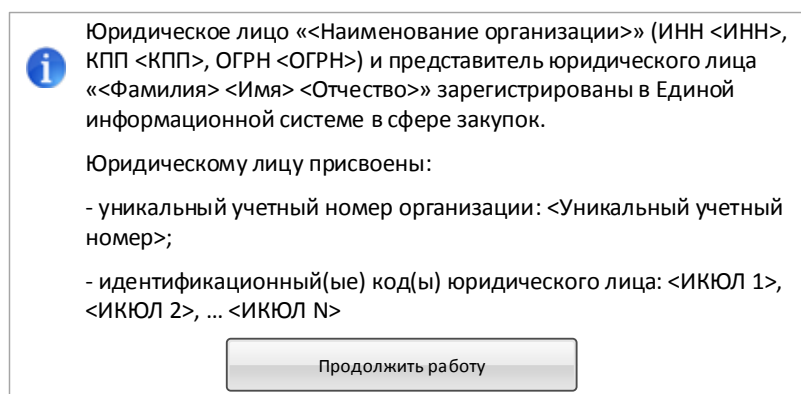 Юридическое лицо «<Наименование организации>» (ИНН <ИНН>,
КПП <КПП>, ОГРН <ОГРН>) и представитель юридического лица
«<Фамилия> <Имя> <Отчество>» зарегистрированы в Единой
информационной системе в сфере закупок.
Юридическому лицу присвоены:
- уникальный учетный номер организации: <Уникальный учетный
номер>;
- идентификационный(ые) код(ы) юридического лица: <ИКЮЛ 1>,
<ИКЮЛ 2>, … <ИКЮЛ N>
Продолжить работу